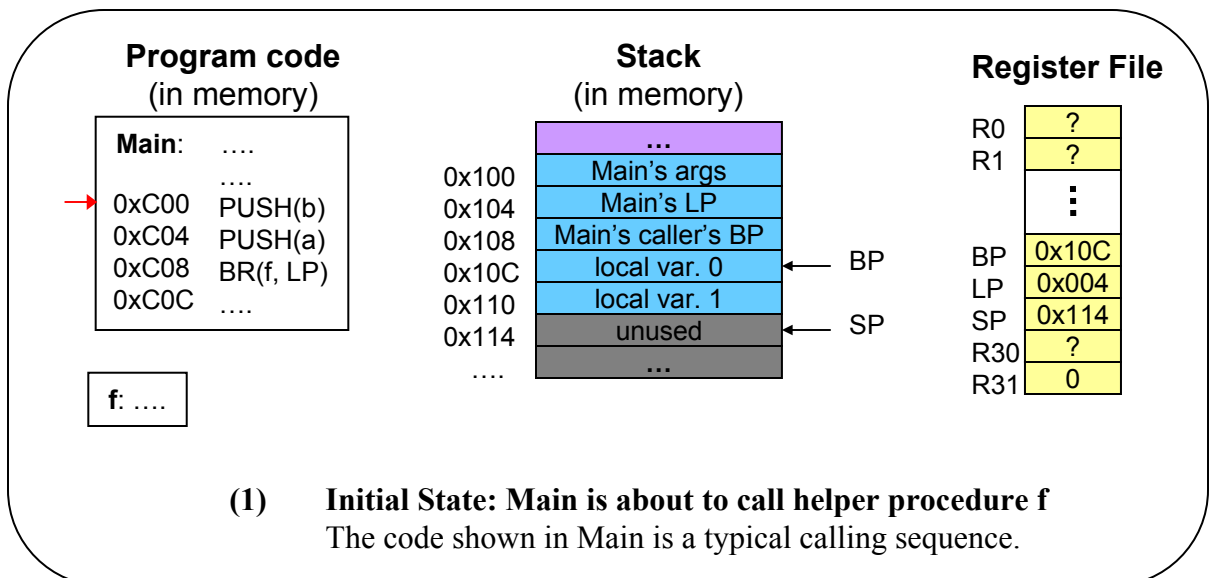 Program code
(in memory)
Main: ….
….
0xC00 PUSH(b)
0xC04 PUSH(a)
0xC08 BR(f, LP)
0xC0C ….
f: ….
Stack
(in memory)
...
0x100 Main's args
0x104 Main's LP
0x108 Main's caller's BP
0x10C local var. 0 BP
0x110 local var. 1
0x114 unused SP
…. ...
Register File
R0 ?
R1 ?
⋮
BP 0x10C
LP 0x004
SP 0x114
R30 ?
R31 0
(1) Initial State: Main is about to call helper procedure f
The code shown in Main is a typical calling sequence.